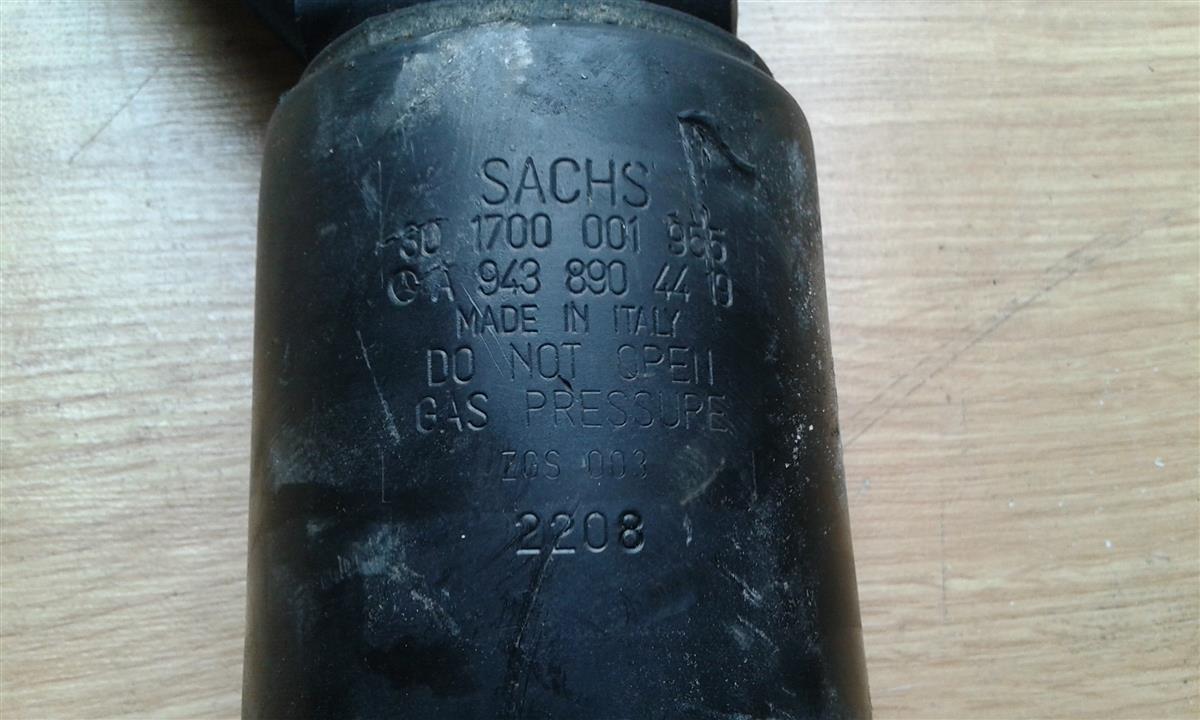 SACHS
30 1700 001 955
A 943 890 44 19
MADE IN ITALY
DO NOT OPEN
GAS PRESSURE
ZGS 003
2208